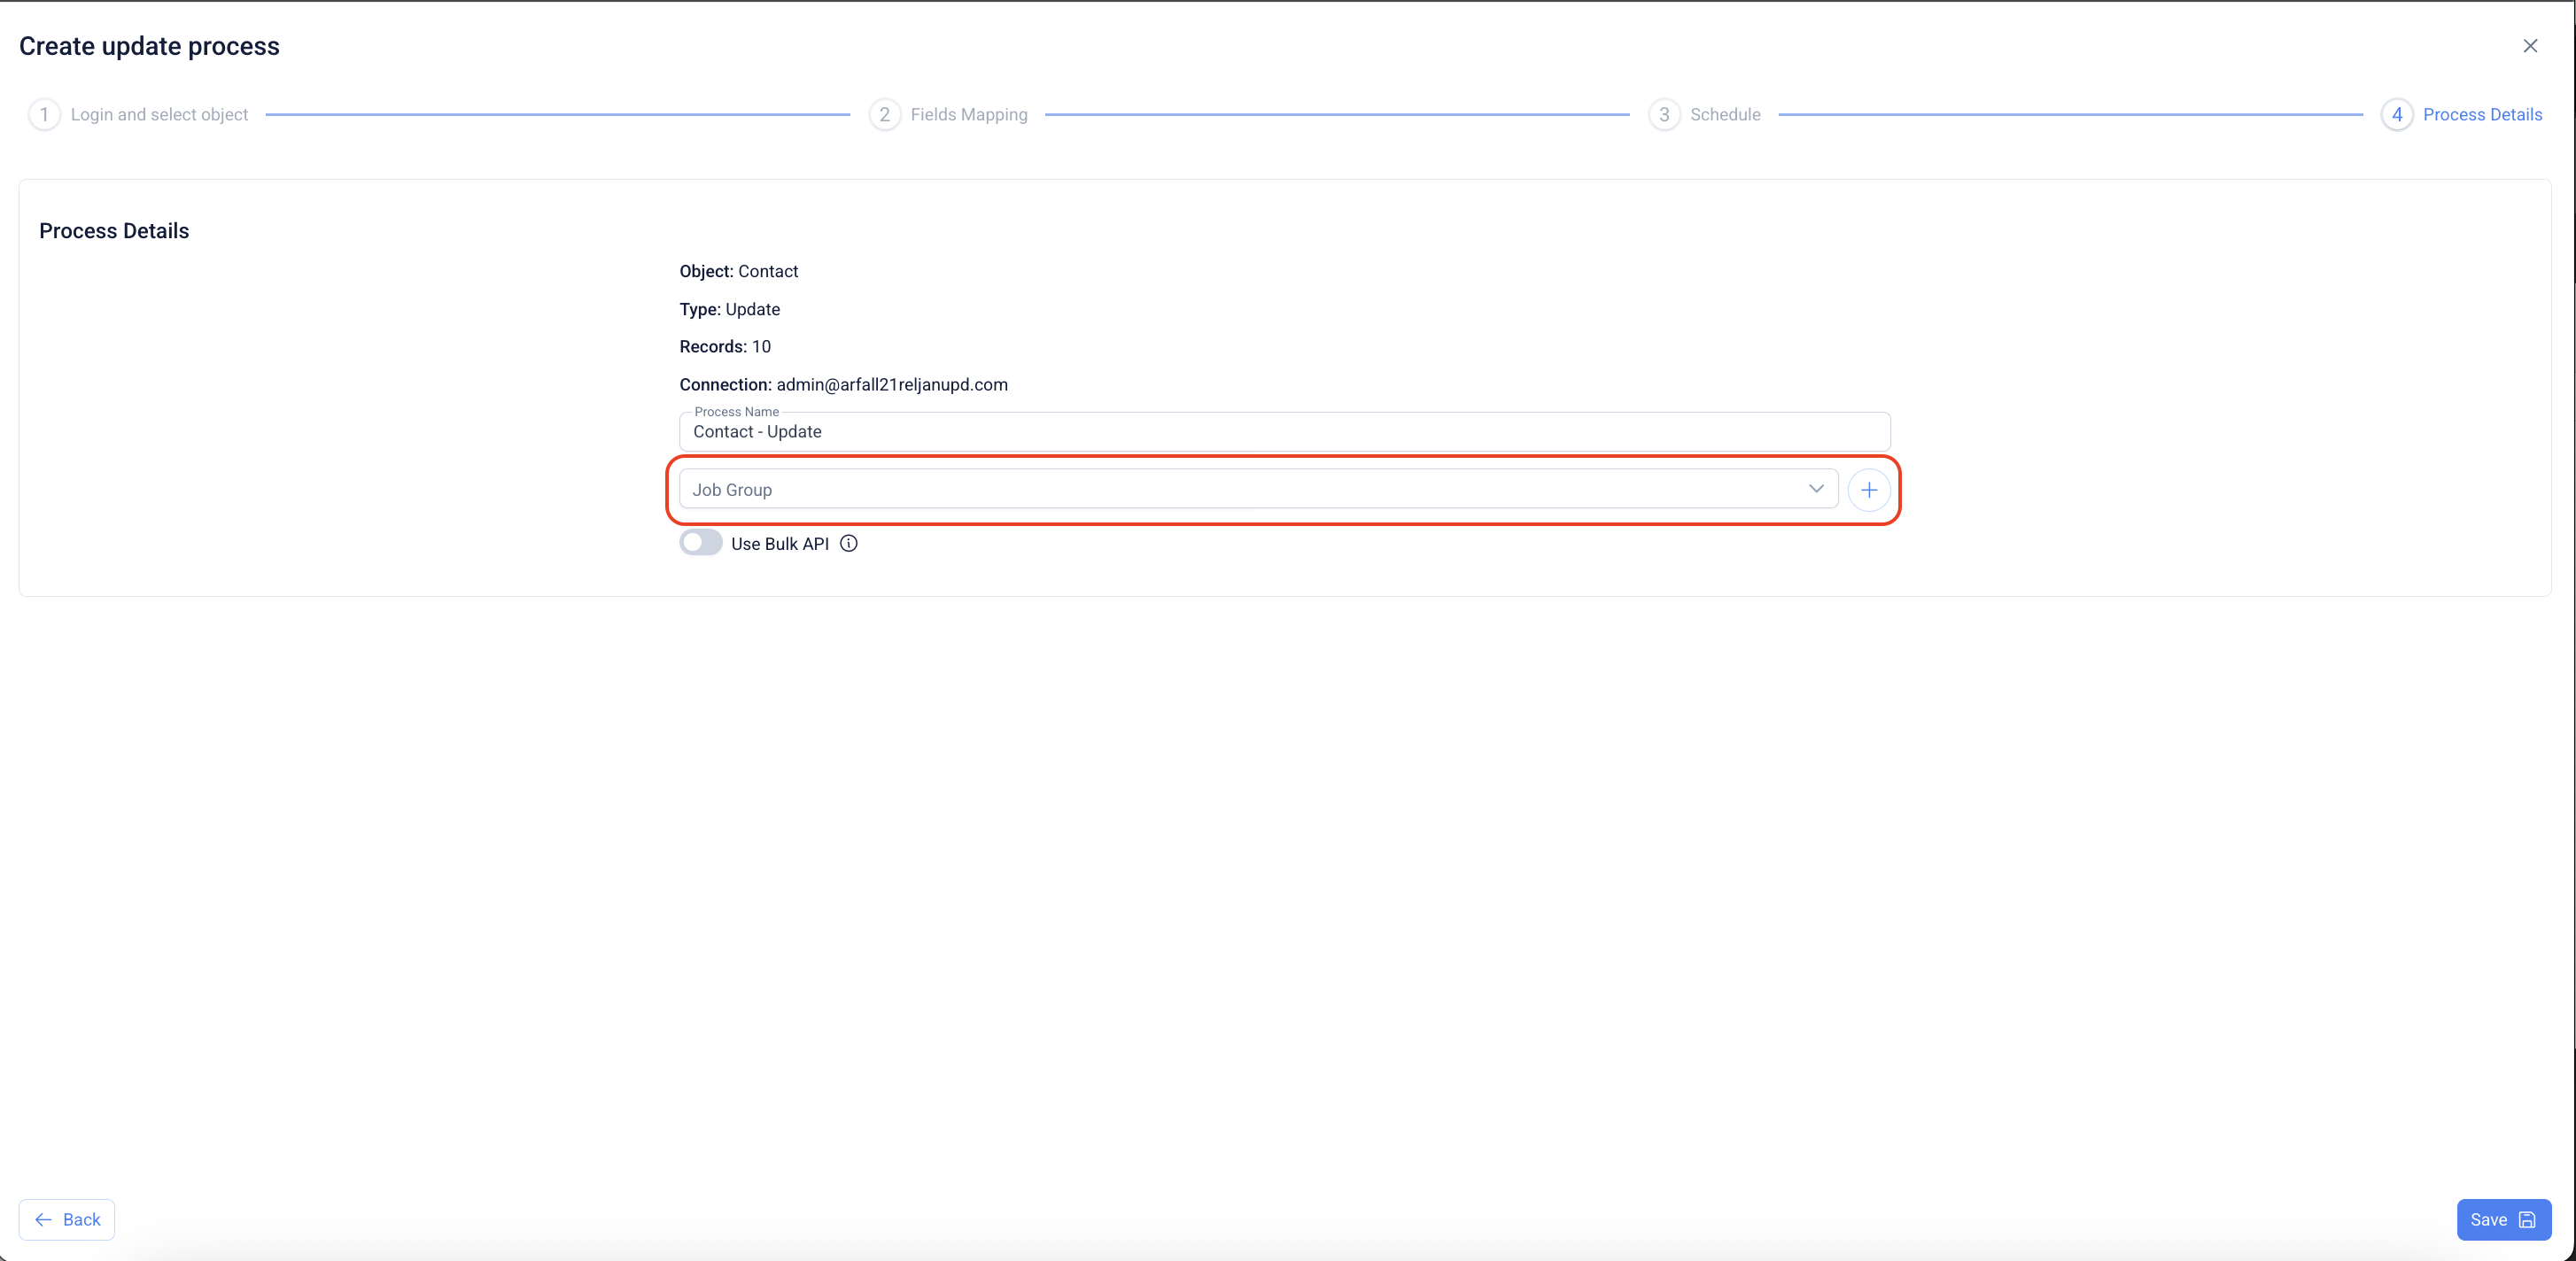 Create update process
1 Login and select object 2 Fields Mapping 3 Schedule 4 Process Details
Process Details
Object: Contact
Type: Update
Records: 10
Connection: admin@arfall21reljanupd.com
Process Name
Contact - Update
Job Group
Use Bulk API
Back
Save